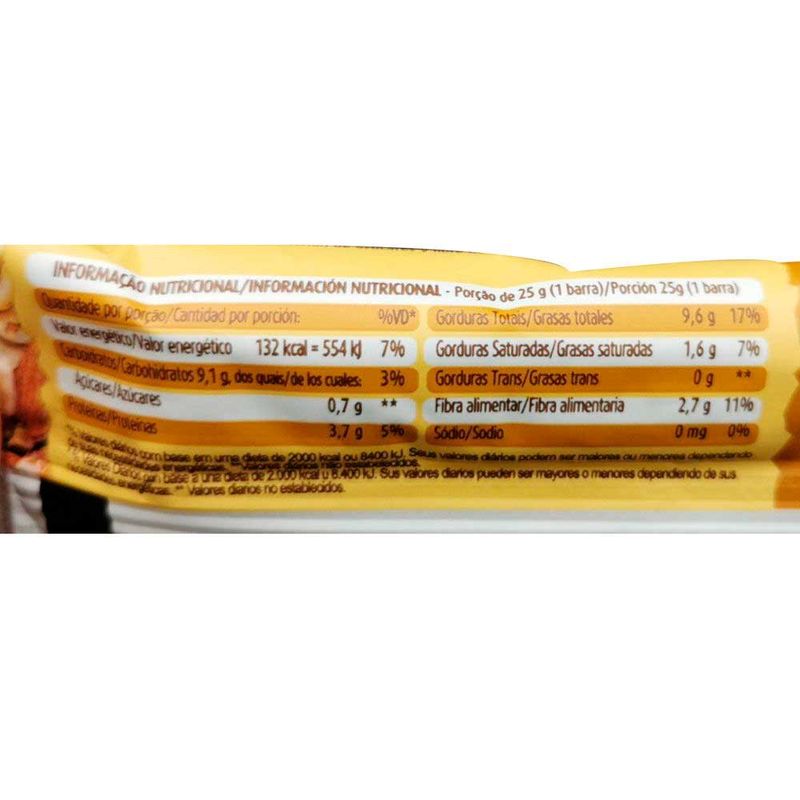 INFORMAÇÃO NUTRICIONAL/INFORMACIÓN NUTRICIONAL - Porção de 25 g (1 barra)/Porción 25g (1 barra)
Quantidade por porção/Cantidad por porción: %VD*
Valor energético/Valor energético 132 kcal = 554 kJ 7%
Carboidratos/Carbohidratos 9,1 g, dos quais/de los cuales: 3%
Açúcares/Azúcares 0,7 g **
Proteínas/Proteínas 3,7 g 5%
Gorduras Totais/Grasas totales 9,6 g 17%
Gorduras Saturadas/Grasas saturadas 1,6 g 7%
Gorduras Trans/Grasas trans 0 g **
Fibra alimentar/Fibra alimentaria 2,7 g 11%
Sódio/Sodio 0 mg 0%
Valores diários com base em uma dieta de 2000 kcal ou 8400 kJ. Seus valores diários podem ser maiores ou menores dependendo
energéticas. ** Valores diários não estabelecidos.
Valores Diarios con base a una dieta de 2.000 kcal u 8.400 kJ. Sus valores diarios pueden ser mayores o menores dependiendo de sus
energéticas. ** Valores diarios no establecidos.